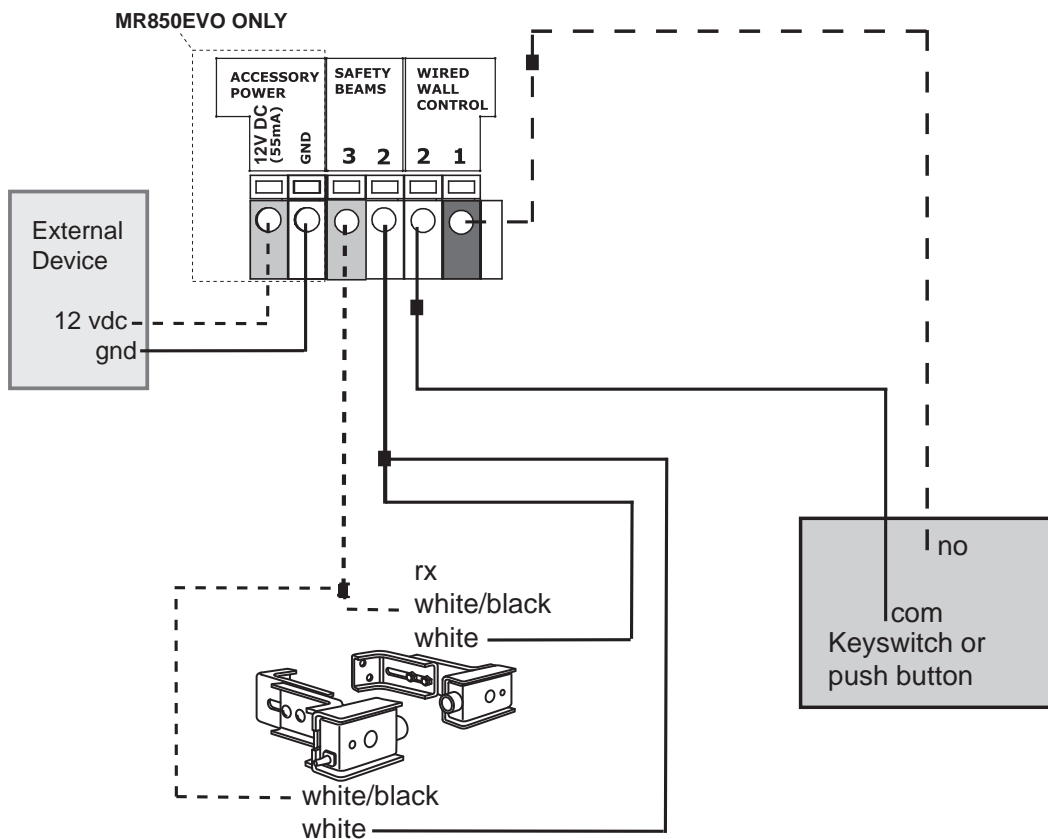 MR850EVO ONLY
ACCESSORY
POWER
SAFETY
BEAMS
WIRED
WALL
CONTROL
12V DC
(55mA)
GND
3
2
2
1
External
Device
12 vdc
gnd
rx
white/black
white
no
com
Keyswitch or
push button
white/black
white